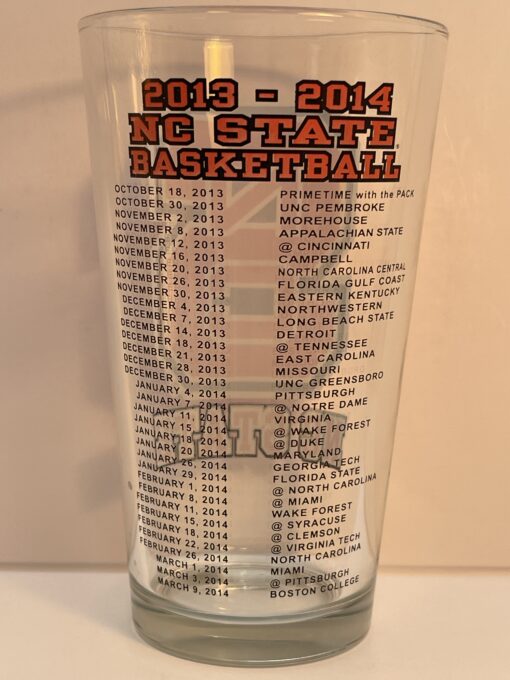 2013 - 2014
NC STATE®
BASKETBALL
OCTOBER 18, 2013 PRIMETIME with the PACK
OCTOBER 30, 2013 UNC PEMBROKE
NOVEMBER 2, 2013 MOREHOUSE
NOVEMBER 8, 2013 APPALACHIAN STATE
NOVEMBER 12, 2013 @ CINCINNATI
NOVEMBER 16, 2013 CAMPBELL
NOVEMBER 20, 2013 NORTH CAROLINA CENTRAL
NOVEMBER 26, 2013 FLORIDA GULF COAST
NOVEMBER 30, 2013 EASTERN KENTUCKY
DECEMBER 4, 2013 NORTHWESTERN
DECEMBER 7, 2013 LONG BEACH STATE
DECEMBER 14, 2013 DETROIT
DECEMBER 18, 2013 @ TENNESSEE
DECEMBER 21, 2013 EAST CAROLINA
DECEMBER 28, 2013 MISSOURI
DECEMBER 30, 2013 UNC GREENSBORO
JANUARY 4, 2014 PITTSBURGH
JANUARY 7, 2014 @ NOTRE DAME
JANUARY 11, 2014 VIRGINIA
JANUARY 15, 2014 @ WAKE FOREST
JANUARY 18, 2014 @ DUKE
JANUARY 20, 2014 MARYLAND
JANUARY 26, 2014 GEORGIA TECH
JANUARY 29, 2014 FLORIDA STATE
FEBRUARY 1, 2014 @ NORTH CAROLINA
FEBRUARY 8, 2014 @ MIAMI
FEBRUARY 11, 2014 WAKE FOREST
FEBRUARY 15, 2014 @ SYRACUSE
FEBRUARY 18, 2014 @ CLEMSON
FEBRUARY 22, 2014 @ VIRGINIA TECH
FEBRUARY 26, 2014 NORTH CAROLINA
MARCH 1, 2014 MIAMI
MARCH 3, 2014 @ PITTSBURGH
MARCH 9, 2014 BOSTON COLLEGE